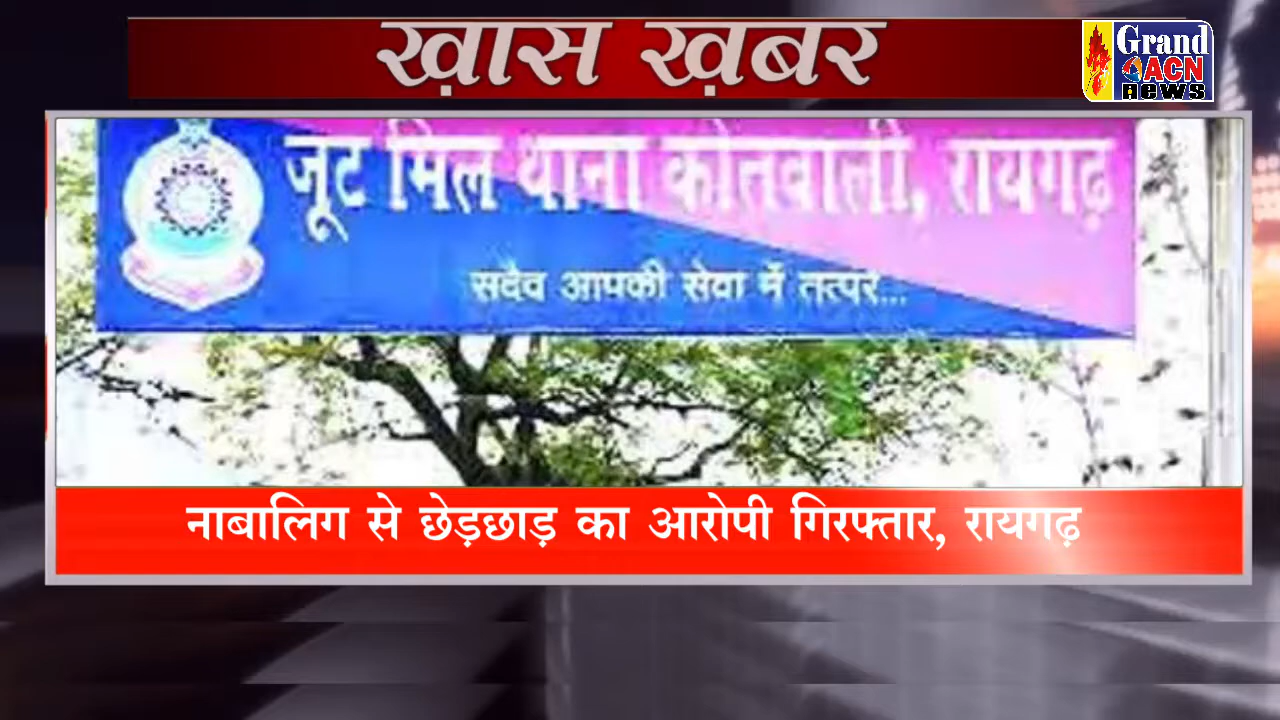 ख़ास ख़बर
Grand
ACN
news
जूट मिल थाना कोतवाली, रायगढ़
सदैव आपकी सेवा में तत्पर...
नाबालिग से छेड़छाड़ का आरोपी गिरफ्तार, रायगढ़